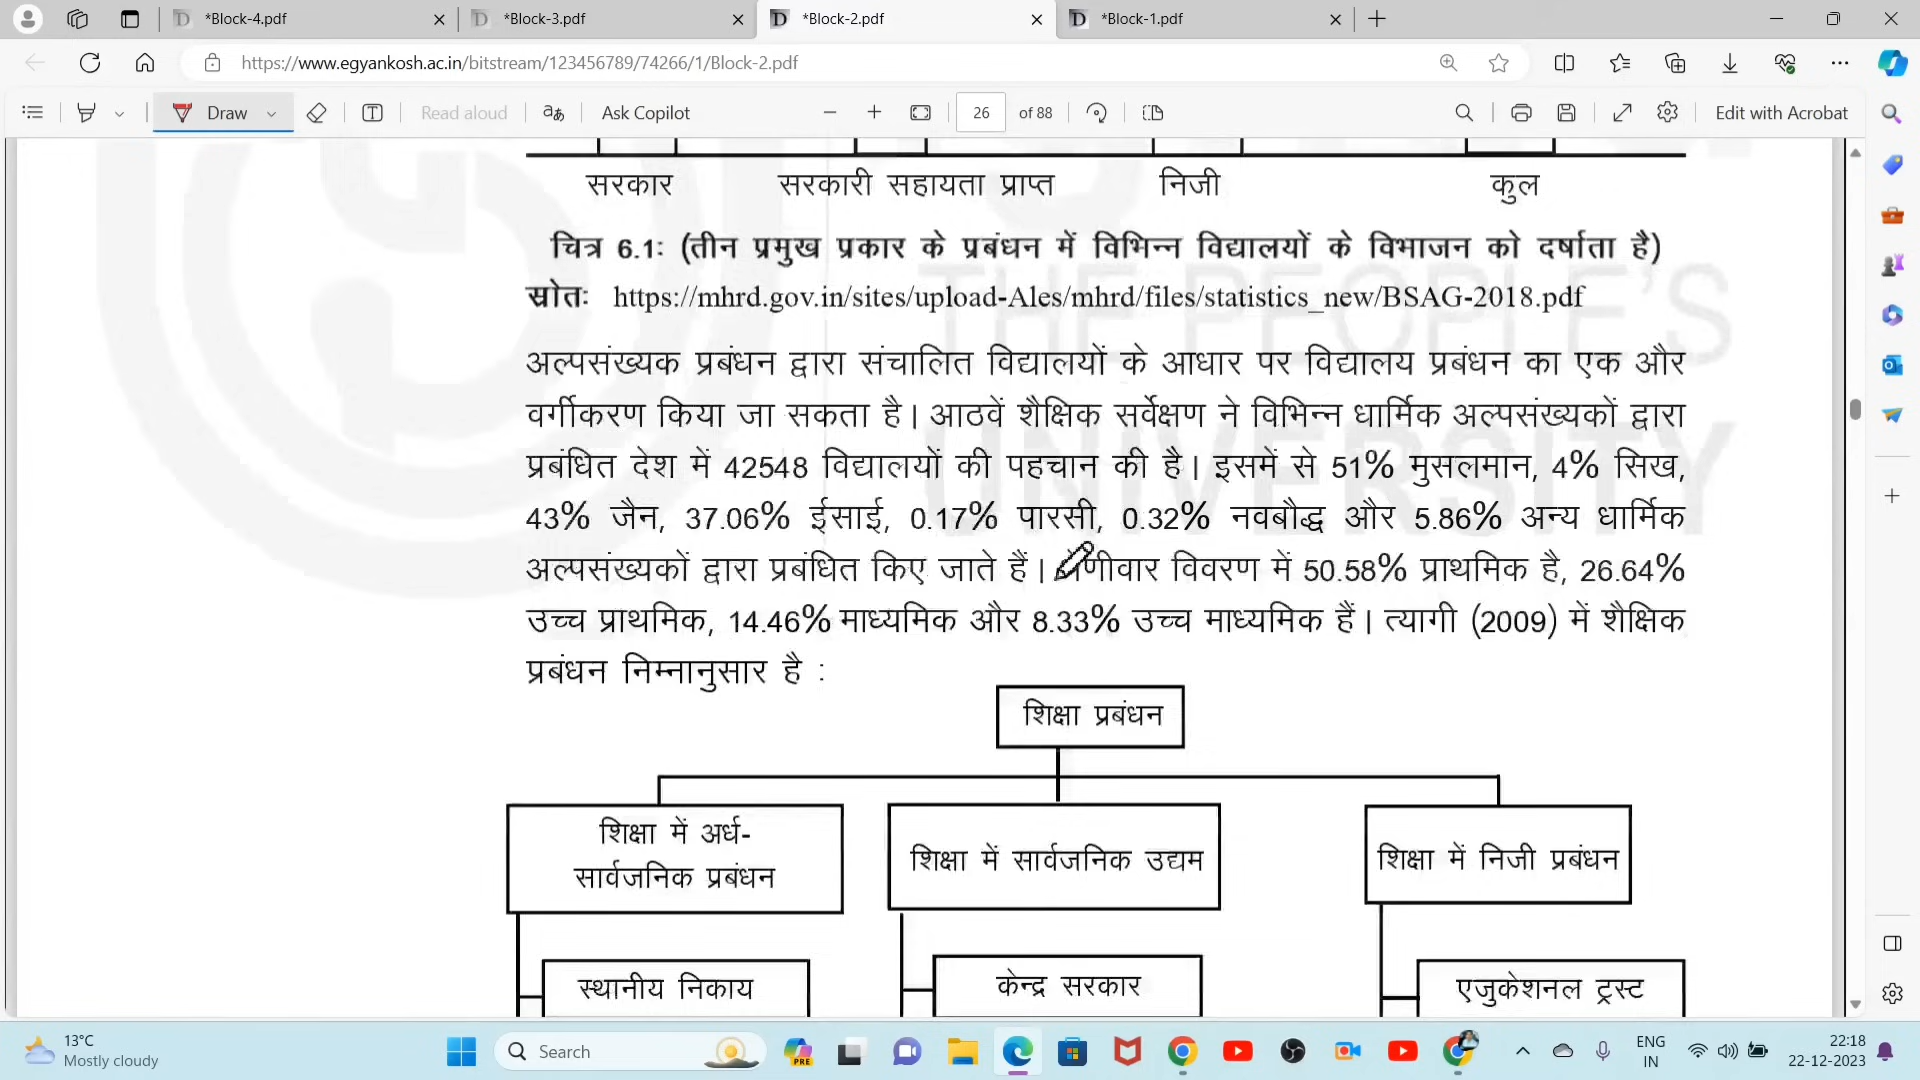 *Block-4.pdf
*Block-3.pdf
*Block-2.pdf
*Block-1.pdf
https://www.egyankosh.ac.in/bitstream/123456789/74266/1/Block-2.pdf
Draw
Read aloud
Ask Copilot
26 of 88
Edit with Acrobat
सरकार सरकारी सहायता प्राप्त निजी कुल
चित्र 6.1: (तीन प्रमुख प्रकार के प्रबंधन में विभिन्न विद्यालयों के विभाजन को दर्षाता है)
स्रोतः https://mhrd.gov.in/sites/upload-Ales/mhrd/files/statistics_new/BSAG-2018.pdf
अल्पसंख्यक प्रबंधन द्वारा संचालित विद्यालयों के आधार पर विद्यालय प्रबंधन का एक और
वर्गीकरण किया जा सकता है। आठवें शैक्षिक सर्वेक्षण ने विभिन्न धार्मिक अल्पसंख्यकों द्वारा
प्रबंधित देश में 42548 विद्यालयों की पहचान की है। इसमें से 51% मुसलमान, 4% सिख,
43% जैन, 37.06% ईसाई, 0.17% पारसी, 0.32% नवबौद्ध और 5.86% अन्य धार्मिक
अल्पसंख्यकों द्वारा प्रबंधित किए जाते हैं। विवरण में 50.58% प्राथमिक है, 26.64%
उच्च प्राथमिक, 14.46% माध्यमिक और 8.33% उच्च माध्यमिक हैं। त्यागी (2009) में शैक्षिक
प्रबंधन निम्नानुसार है :
THE PEOPLE'S
UNIVERSITY
शिक्षा प्रबंधन
शिक्षा में अर्ध-
सार्वजनिक प्रबंधन
शिक्षा में सार्वजनिक उद्यम
शिक्षा में निजी प्रबंधन
स्थानीय निकाय
केन्द्र सरकार
एजुकेशनल ट्रस्ट
13°C
Mostly cloudy
Search
PRE
ENG
IN
22:18
22-12-2023